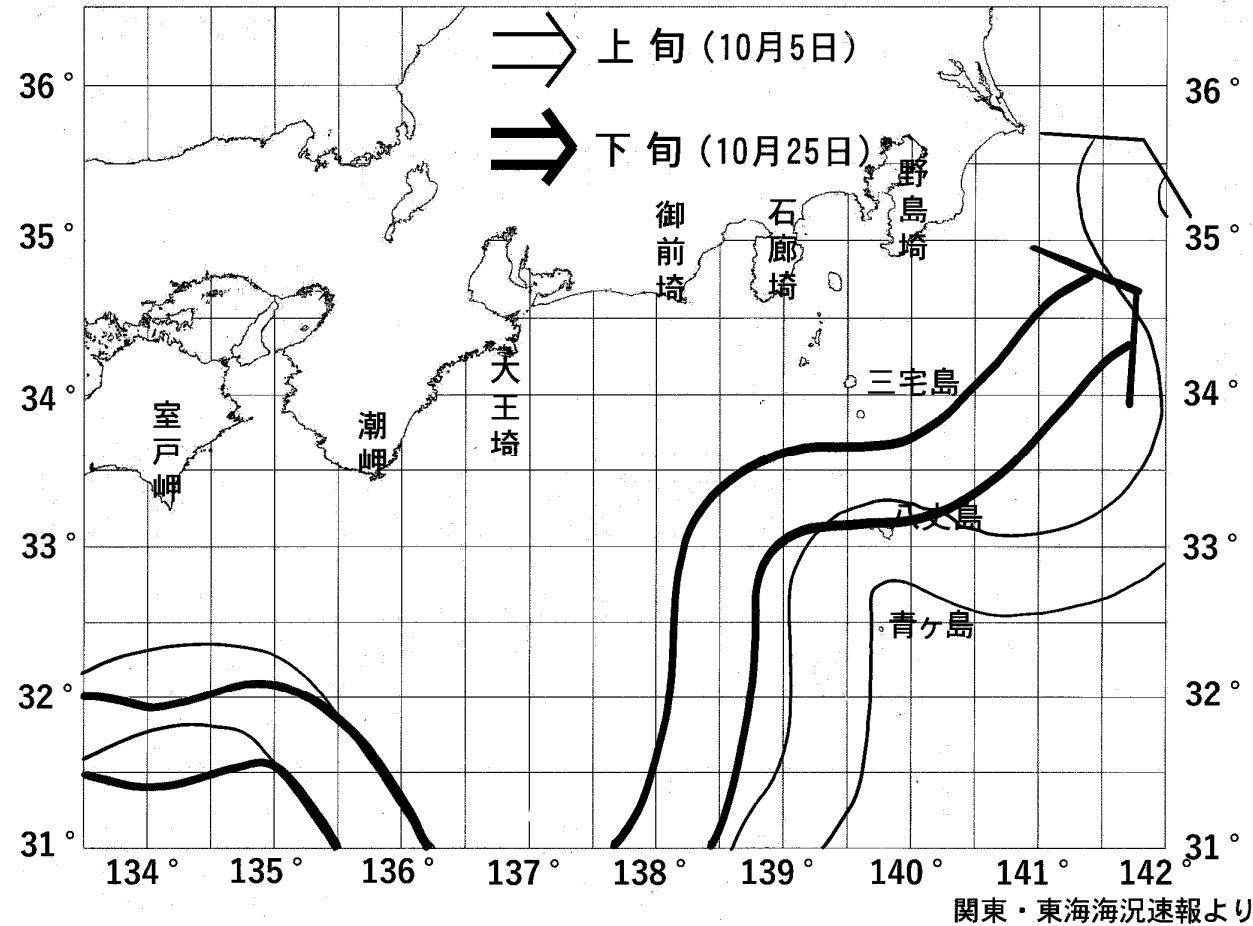 上旬（10月5日）
下旬（10月25日）
36°
36°
35°
35°
34°
34°
33°
33°
32°
32°
31°
31°
134°
135°
136°
137°
138°
139°
140°
141°
142°
野島埼
石廊埼
御前埼
大王埼
潮岬
室戸岬
三宅島
八丈島
青ヶ島
関東・東海海況速報より